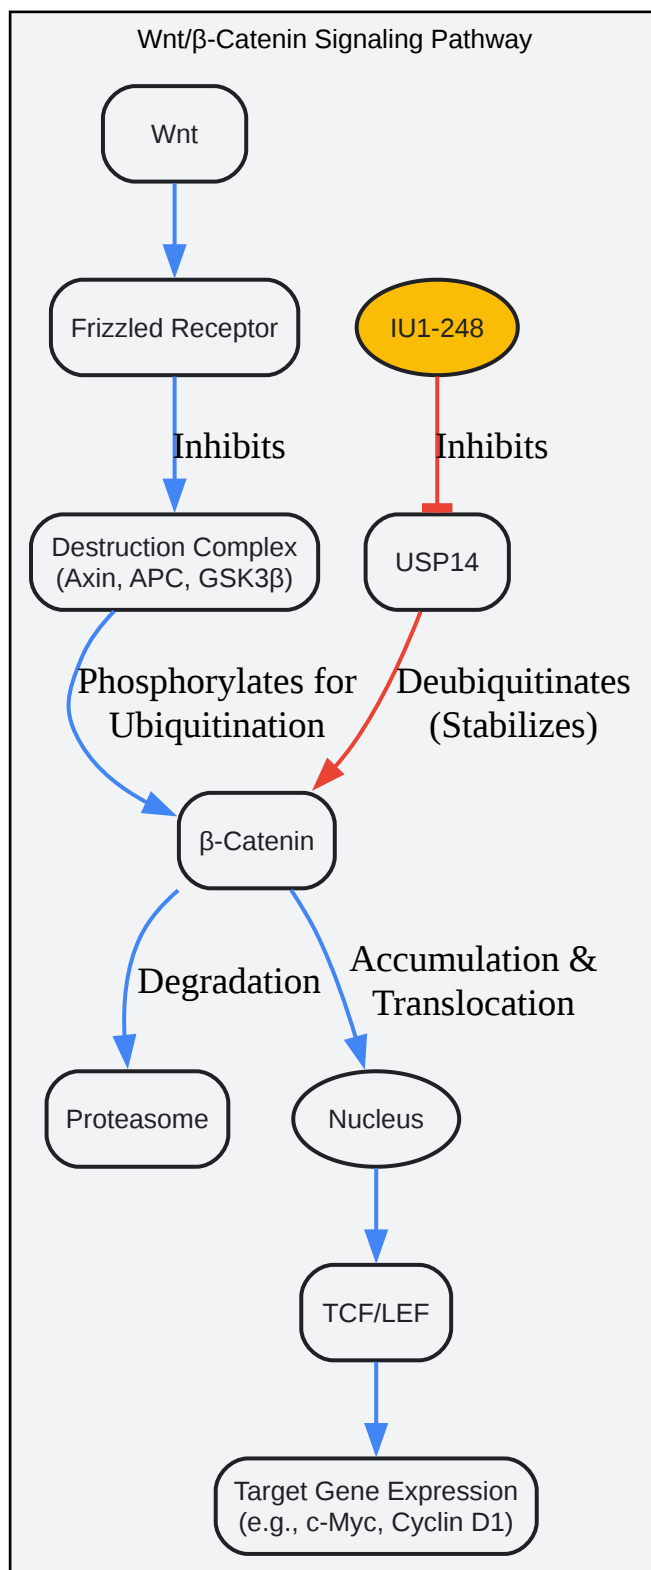 Wnt/β-Catenin Signaling Pathway
Wnt
Frizzled Receptor
IU1-248
Inhibits
Inhibits
Destruction Complex
(Axin, APC, GSK3β)
USP14
Phosphorylates for
Ubiquitination
Deubiquitinates
(Stabilizes)
β-Catenin
Degradation
Accumulation &
Translocation
Proteasome
Nucleus
TCF/LEF
Target Gene Expression
(e.g., c-Myc, Cyclin D1)